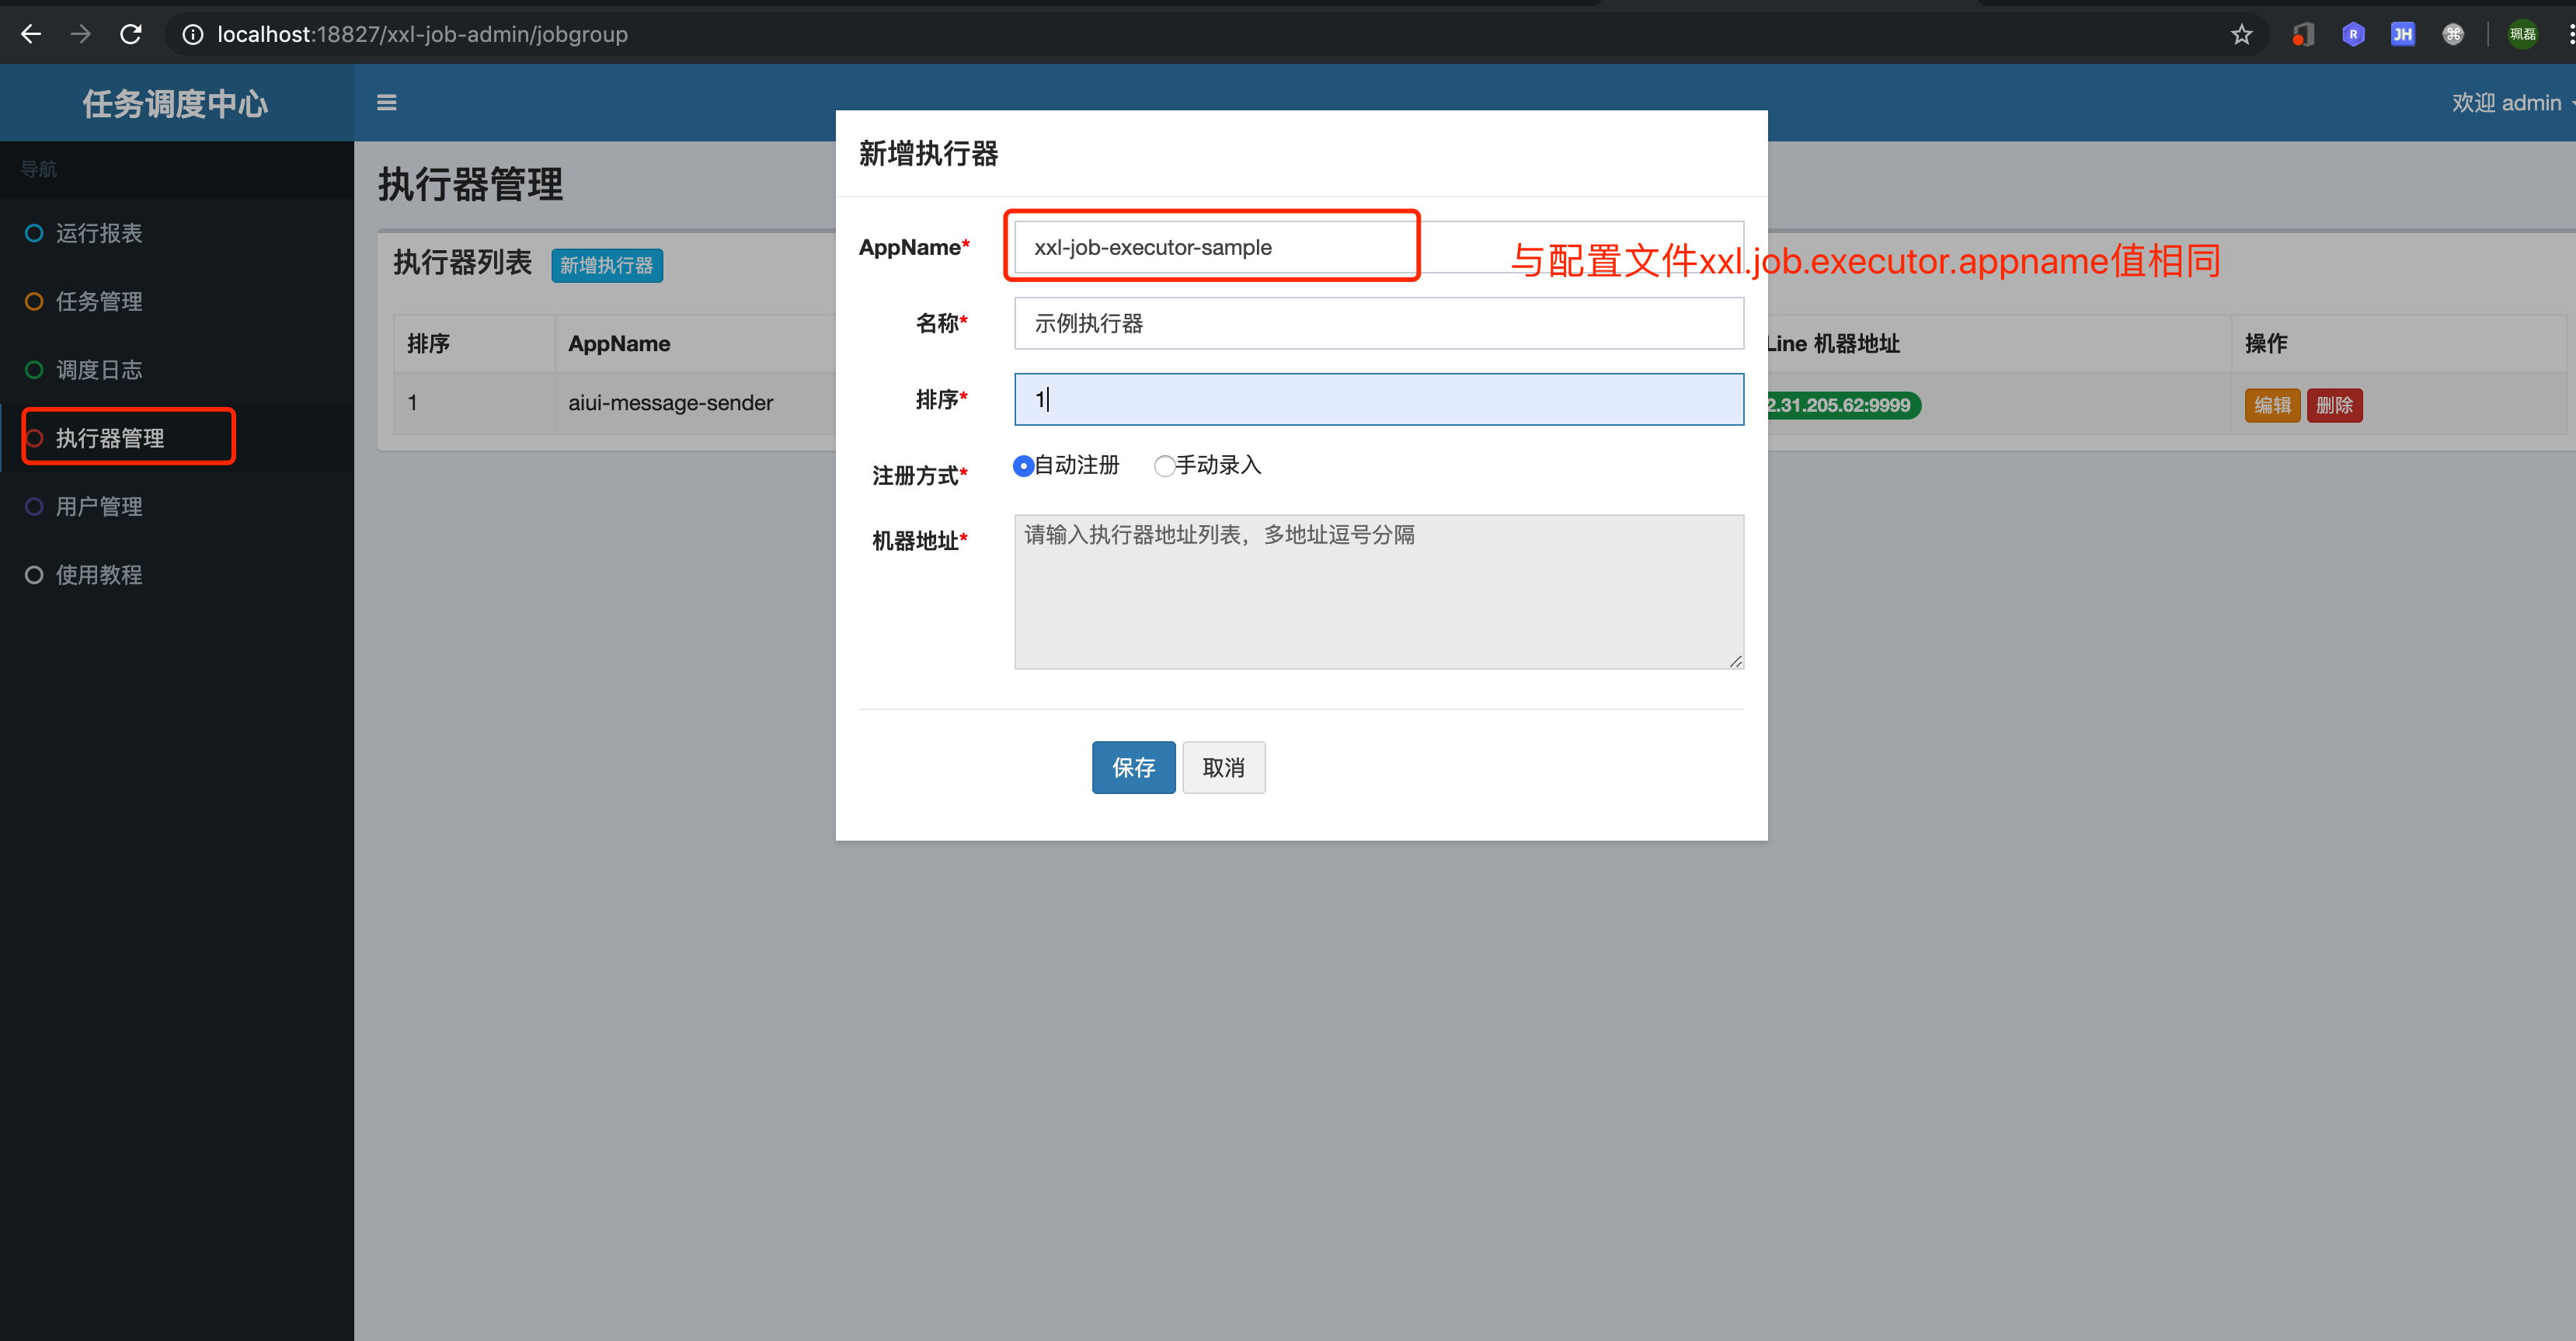 localhost:18827/xxl-job-admin/jobgroup
R
JH
珮磊
任务调度中心
欢迎 admin
导航
运行报表
任务管理
调度日志
执行器管理
用户管理
使用教程
执行器管理
执行器列表 新增执行器
排序 AppName Line 机器地址 操作
1 aiui-message-sender 2.31.205.62:9999 编辑 删除
新增执行器
AppName* xxl-job-executor-sample
与配置文件xxl.job.executor.appname值相同
名称* 示例执行器
排序* 1
注册方式* 自动注册 手动录入
机器地址* 请输入执行器地址列表，多地址逗号分隔
保存 取消